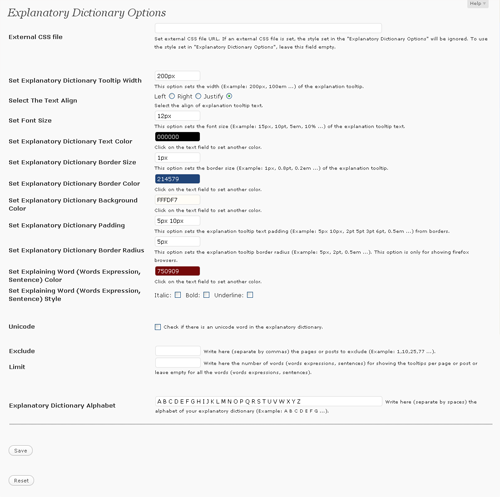 Help
Explanatory Dictionary Options
External CSS file
Set external CSS file URL. If an external CSS file is set, the style set in the "Explanatory Dictionary Options" will be ignored. To use
the style set in "Explanatory Dictionary Options", leave this field empty.
Set Explanatory Dictionary Tooltip Width
200px
This option sets the width (Example: 200px, 100em ...) of the explanation tooltip.
Select The Text Align
Left Right Justify
Select the align of explanation tooltip text.
Set Font Size
12px
This option sets the font size (Example: 15px, 10pt, 5em, 10% ...) of the explanation tooltip text.
Set Explanatory Dictionary Text Color
000000
Click on the text field to set another color.
Set Explanatory Dictionary Border Size
1px
This option sets the border size (Example: 1px, 0.8pt, 0.2em ...) of the explanation tooltip.
Set Explanatory Dictionary Border Color
214579
Click on the text field to set another color.
Set Explanatory Dictionary Background
Color
FFFDF7
Click on the text field to set another color.
Set Explanatory Dictionary Padding
5px 10px
This option sets the explanation tooltip text padding (Example: 5px 10px, 2pt 5pt 3pt 6pt, 0.5em ...) from borders.
Set Explanatory Dictionary Border Radius
5px
This option sets the explanation tooltip border radius (Example: 5px, 2pt, 0.5em ...). This option is only for showing firefox
browsers.
Set Explaining Word (Words Expression,
Sentence) Color
750909
Click on the text field to set another color.
Set Explaining Word (Words Expression,
Sentence) Style
Italic: Bold: Underline:
Unicode
Check if there is an unicode word in the explanatory dictionary.
Exclude
Write here (separate by commas) the pages or posts to exclude (Example: 1,10,25,77 ...).
Limit
Write here the number of words (words expressions, sentences) for showing the tooltips per page or post or
leave empty for all the words (words expressions, sentences).
Explanatory Dictionary Alphabet
A B C D E F G H I J K L M N O P Q R S T U V W X Y Z
Write here (separate by spaces) the
alphabet of your explanatory dictionary (Example: A B C D E F G ...).
Save
Reset